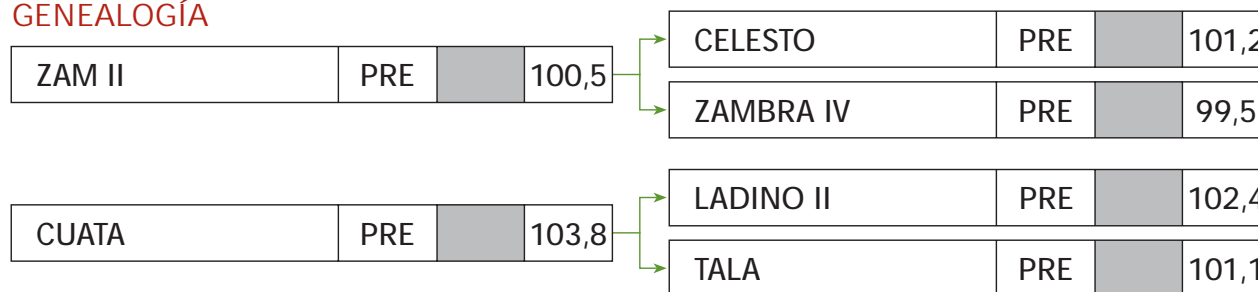 GENEALOGÍA
ZAM II PRE 100,5
CELESTO PRE 101,2
ZAMBRA IV PRE 99,5
CUATA PRE 103,8
LADINO II PRE 102,4
TALA PRE 101,1